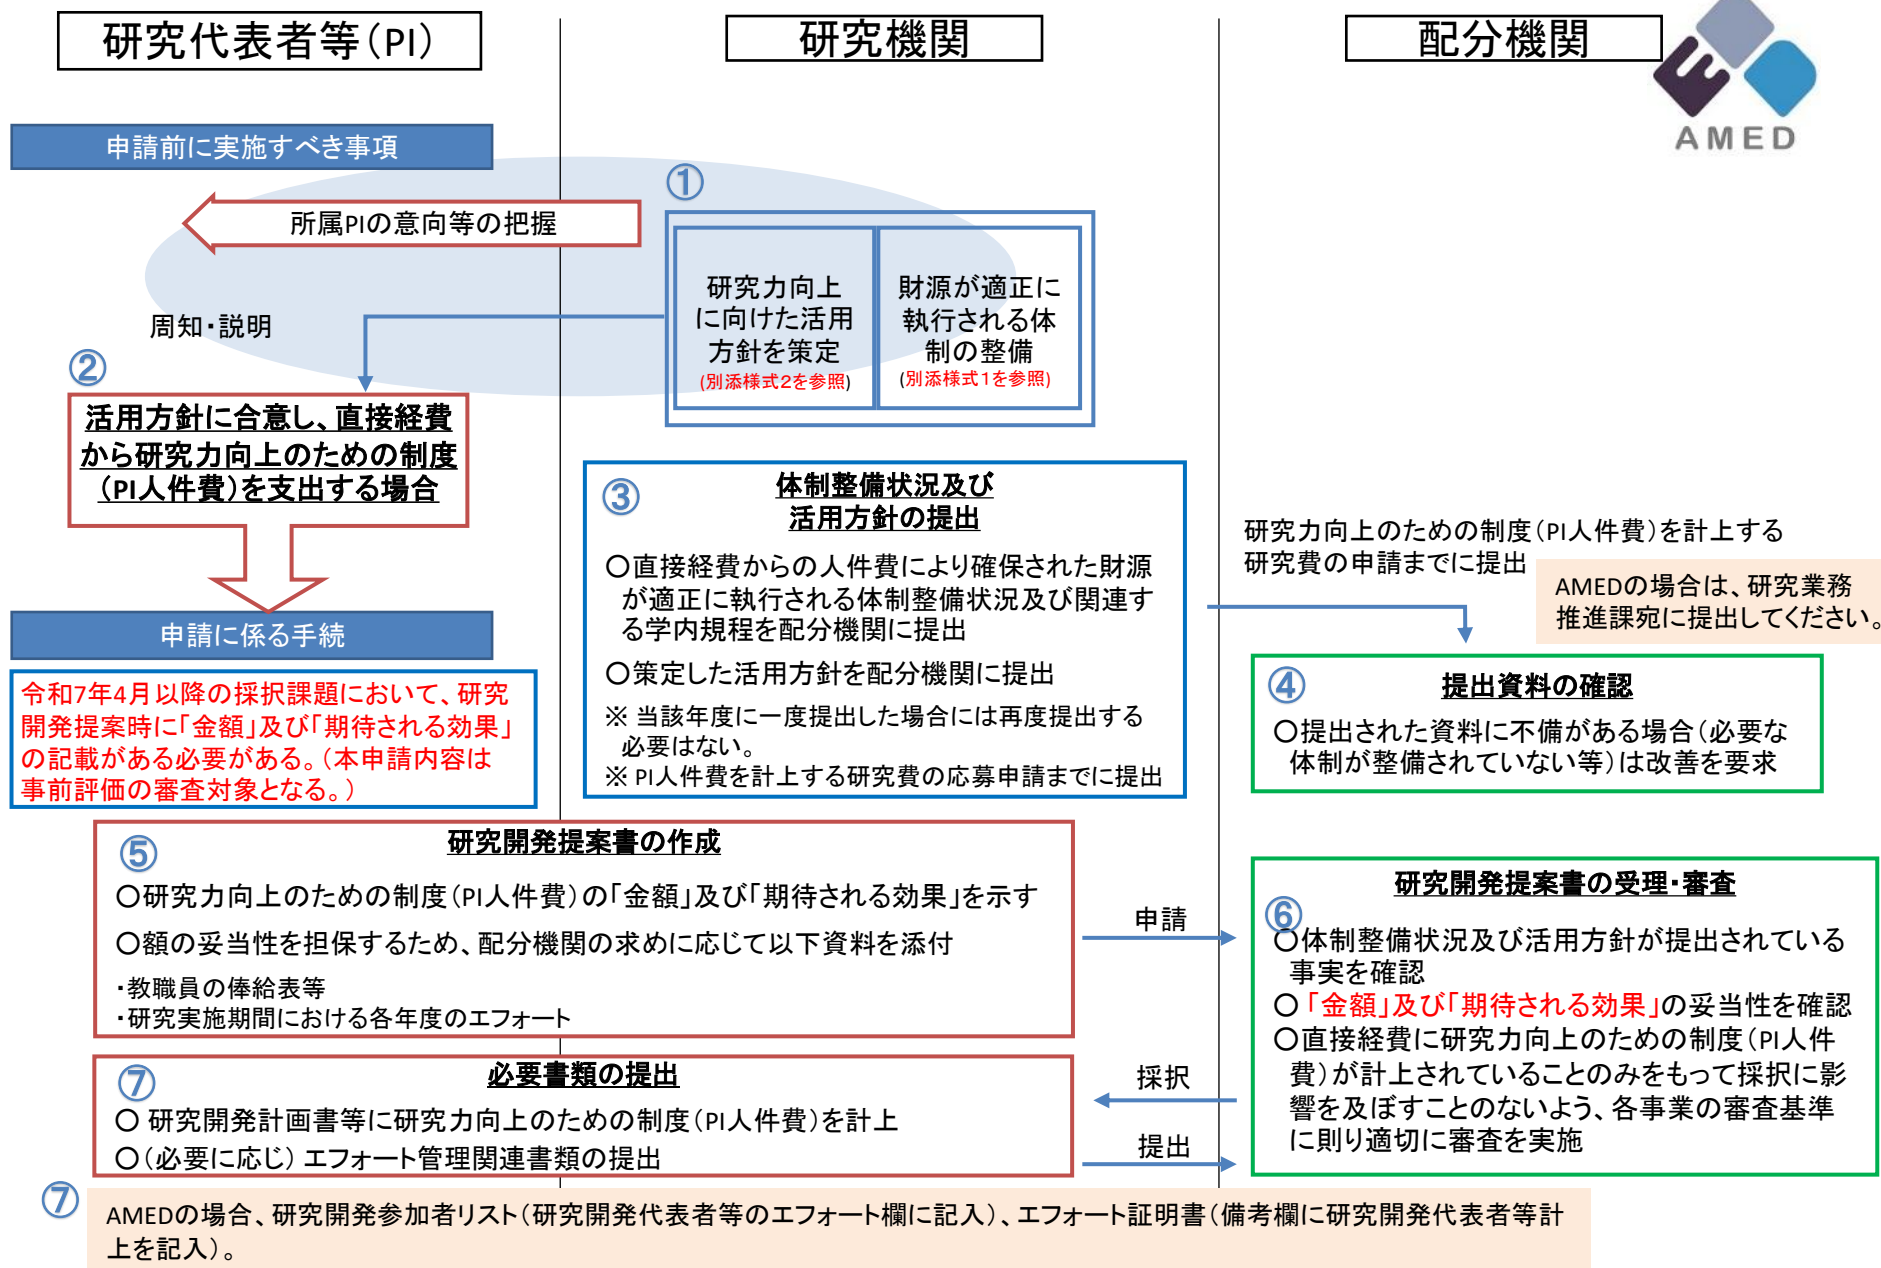 研究代表者等（PI）
研究機関
配分機関
AMED
申請前に実施すべき事項
①
所属PIの意向等の把握
研究力向上
に向けた活用
方針を策定
(別添様式2を参照)
財源が適正に
執行される体
制の整備
(別添様式1を参照)
周知・説明
②
活用方針に合意し、直接経費
から研究力向上のための制度
（PI人件費）を支出する場合
③
体制整備状況及び
活用方針の提出
〇直接経費からの人件費により確保された財源
が適正に執行される体制整備状況及び関連す
る学内規程を配分機関に提出
〇策定した活用方針を配分機関に提出
※ 当該年度に一度提出した場合には再度提出する
必要はない。
※ PI人件費を計上する研究費の応募申請までに提出
研究力向上のための制度（PI人件費）を計上する
研究費の申請までに提出
AMEDの場合は、研究業務
推進課宛に提出してください。
申請に係る手続
令和7年4月以降の採択課題において、研究
開発提案時に「金額」及び「期待される効果」
の記載がある必要がある。（本申請内容は
事前評価の審査対象となる。）
④
提出資料の確認
〇提出された資料に不備がある場合（必要な
体制が整備されていない等）は改善を要求
⑤
研究開発提案書の作成
〇研究力向上のための制度（PI人件費）の「金額」及び「期待される効果」を示す
〇額の妥当性を担保するため、配分機関の求めに応じて以下資料を添付
・教職員の俸給表等
・研究実施期間における各年度のエフォート
申請
⑥
研究開発提案書の受理・審査
〇体制整備状況及び活用方針が提出されている
事実を確認
〇「金額」及び「期待される効果」の妥当性を確認
〇直接経費に研究力向上のための制度（PI人件
費）が計上されていることのみをもって採択に影
響を及ぼすことのないよう、各事業の審査基準
に則り適切に審査を実施
⑦
必要書類の提出
〇 研究開発計画書等に研究力向上のための制度（PI人件費）を計上
〇（必要に応じ） エフォート管理関連書類の提出
採択
提出
⑦
AMEDの場合、研究開発参加者リスト（研究開発代表者等のエフォート欄に記入）、エフォート証明書（備考欄に研究開発代表者等計
上を記入）。